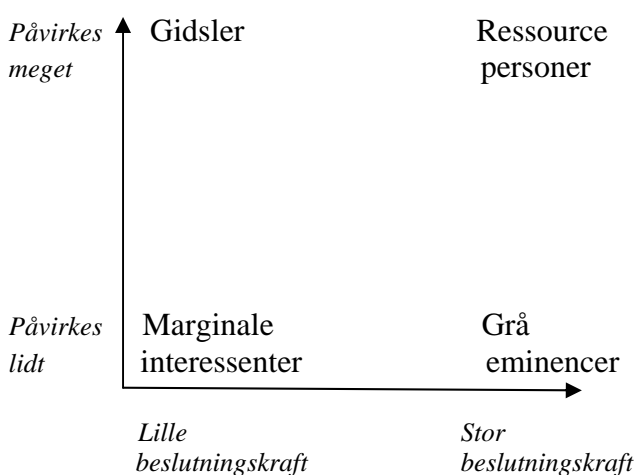 Påvirkes
meget
Gidsler
Ressource
personer
Påvirkes
lidt
Marginale
interessenter
Grå
eminencer
Lille
beslutningskraft
Stor
beslutningskraft